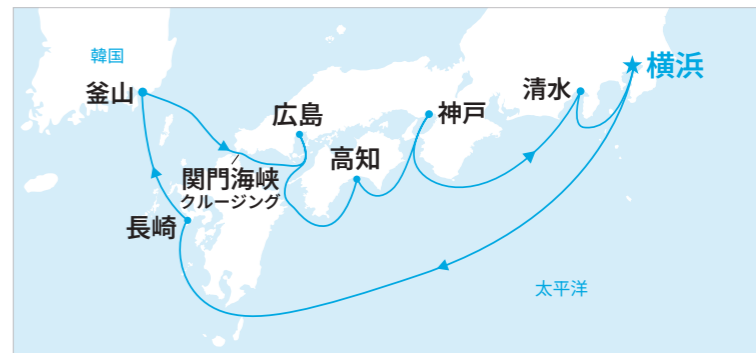 韓国
釜山
広島
高知
神戸
清水
横浜
関門海峡
クルージング
長崎
太平洋